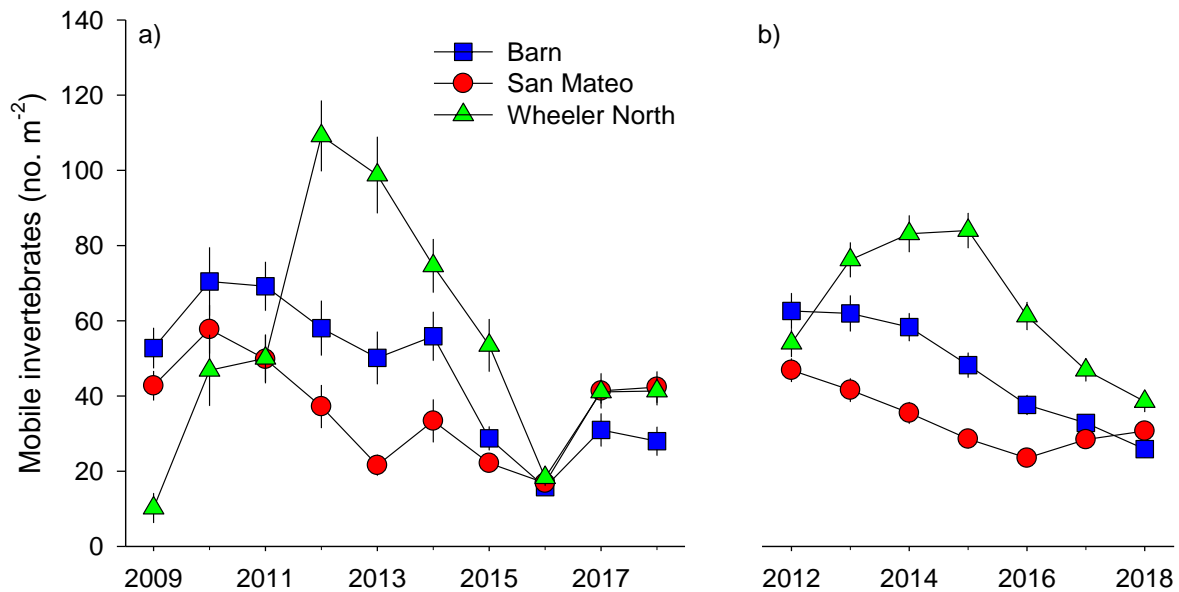 a)
b)
Barn
San Mateo
Wheeler North
Mobile invertebrates (no. m⁻²)
140
120
100
80
60
40
20
0
2009 2011 2013 2015 2017
2012 2014 2016 2018